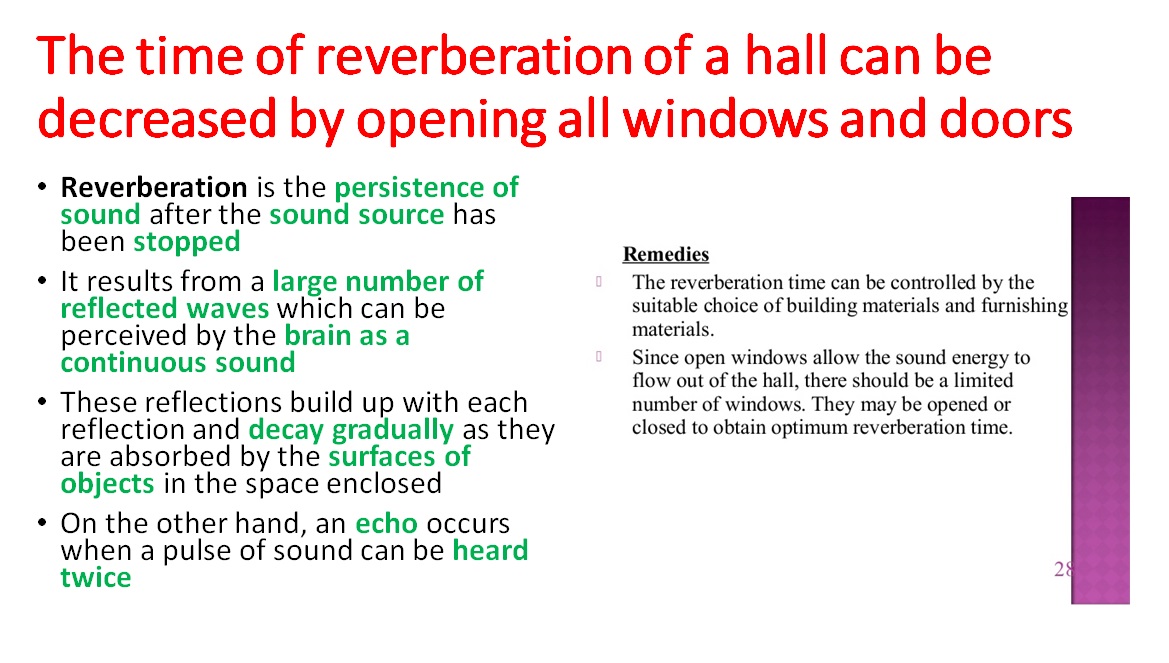 The time of reverberation of a hall can be
decreased by opening all windows and doors
• Reverberation is the persistence of
sound after the sound source has
been stopped
• It results from a large number of
reflected waves which can be
perceived by the brain as a
continuous sound
• These reflections build up with each
reflection and decay gradually as they
are absorbed by the surfaces of
objects in the space enclosed
• On the other hand, an echo occurs
when a pulse of sound can be heard
twice
Remedies
The reverberation time can be controlled by the
suitable choice of building materials and furnishing
materials.
Since open windows allow the sound energy to
flow out of the hall, there should be a limited
number of windows. They may be opened or
closed to obtain optimum reverberation time.
28